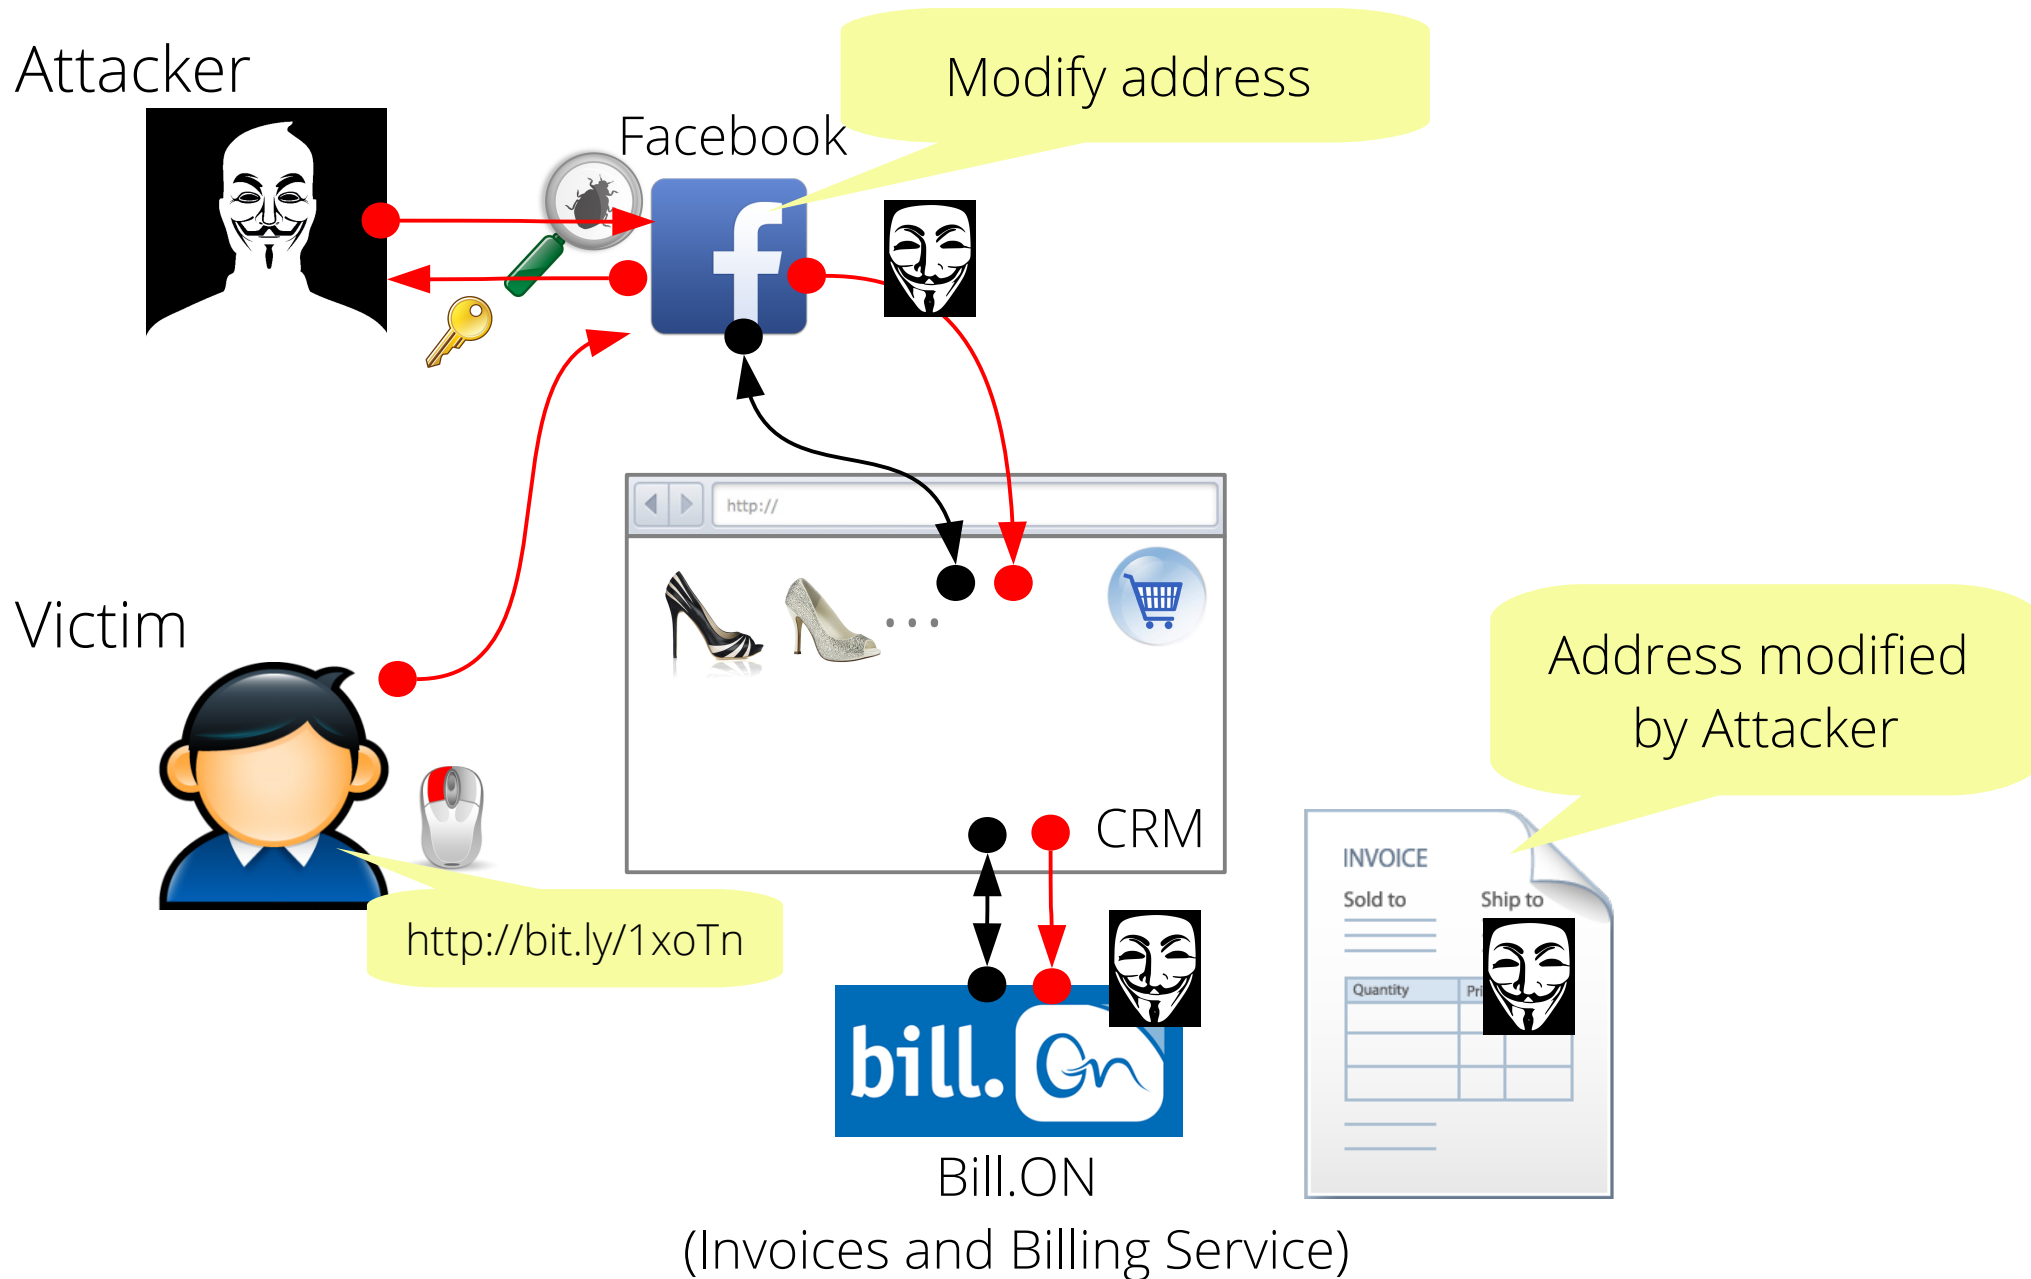 Attacker
Modify address
Facebook
f
http://
Victim
...
Address modified
by Attacker
CRM
http://bit.ly/1xoTn
INVOICE
Sold to
Ship to
Quantity
bill.On
Bill.ON
(Invoices and Billing Service)